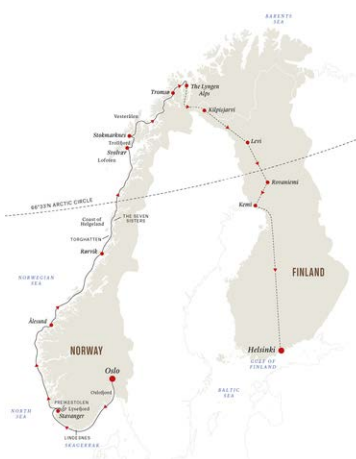 BARENTS
SEA
The Lyngen
Alps
Tromsø
Kilpisjärvi
Vesterålen
Stokmarknes
Trollfjord
Svolvær
Lofoten
Levi
Rovaniemi
66°33N ARCTIC CIRCLE
Kemi
Coast of
Helgeland
THE SEVEN
SISTERS
TORGHATTEN
Rørvik
NORWEGIAN
SEA
FINLAND
Ålesund
NORWAY
Helsinki
GULF OF
FINLAND
Oslo
BALTIC
SEA
Oslofjord
PREIKESTOLEN
Lysefjord
NORTH
SEA
Stavanger
LINDESNES
SKAGERRAK